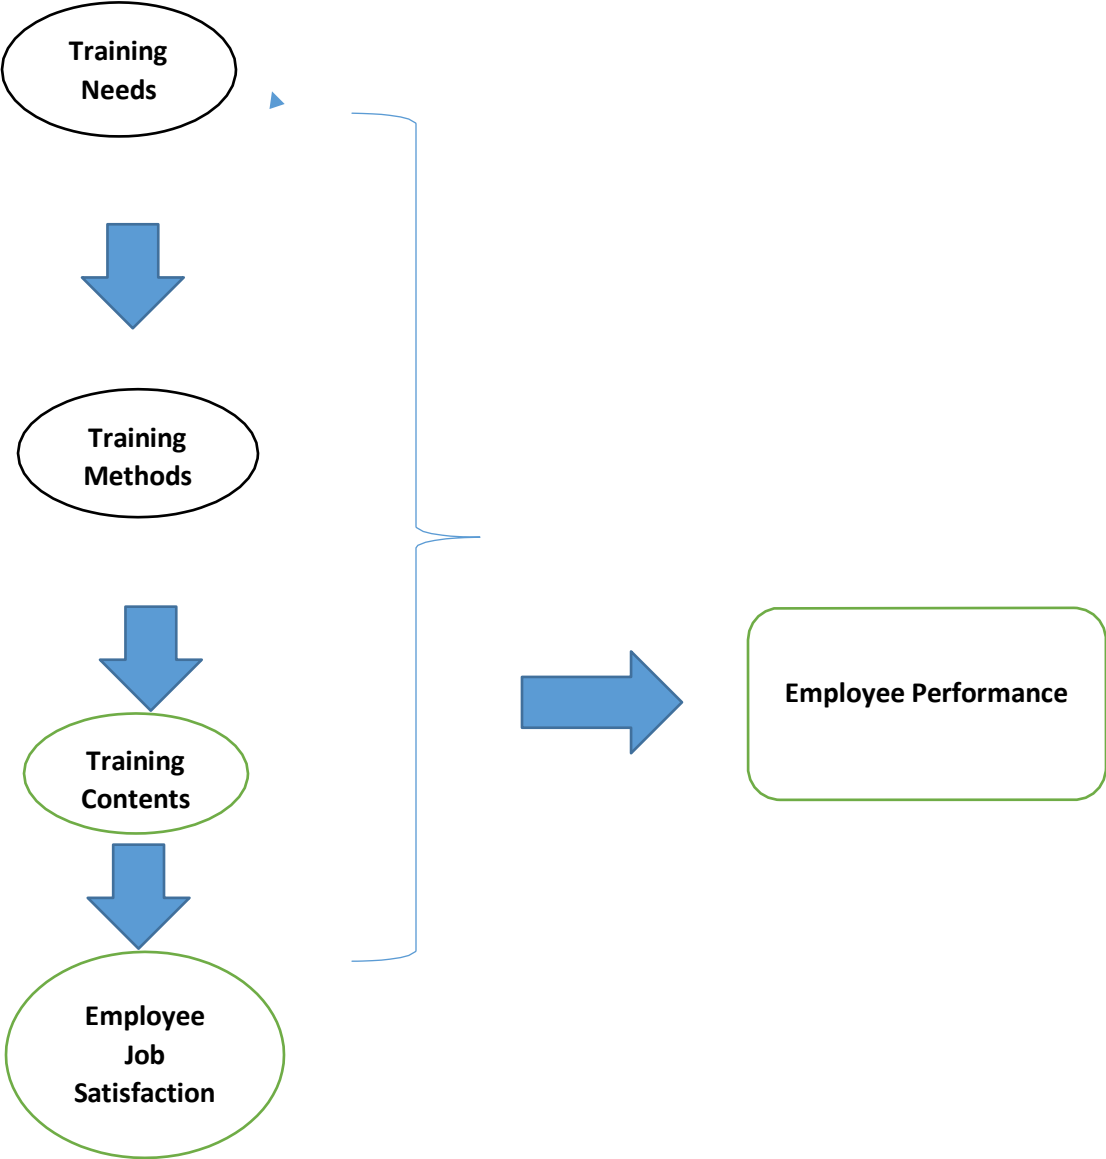 Training
Needs
Training
Methods
Training
Contents
Employee
Job
Satisfaction
Employee Performance